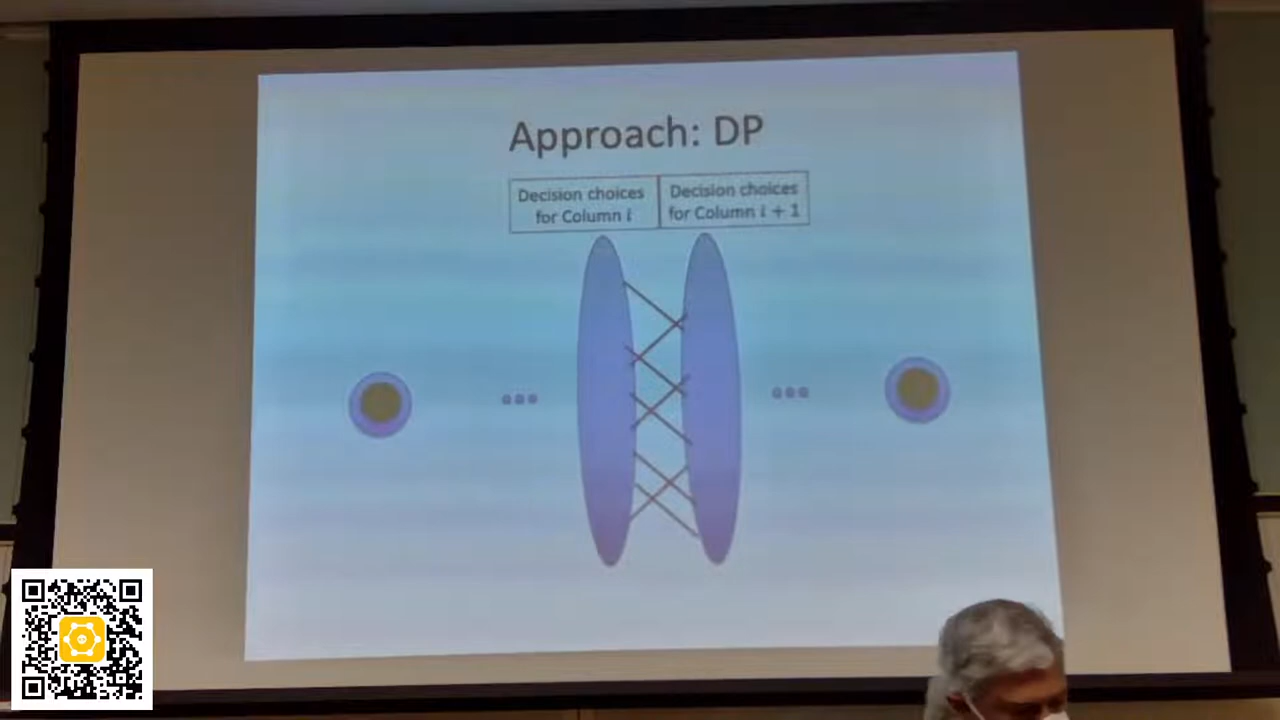 Approach: DP
Decision choices
for Column i
Decision choices
for Column i + 1